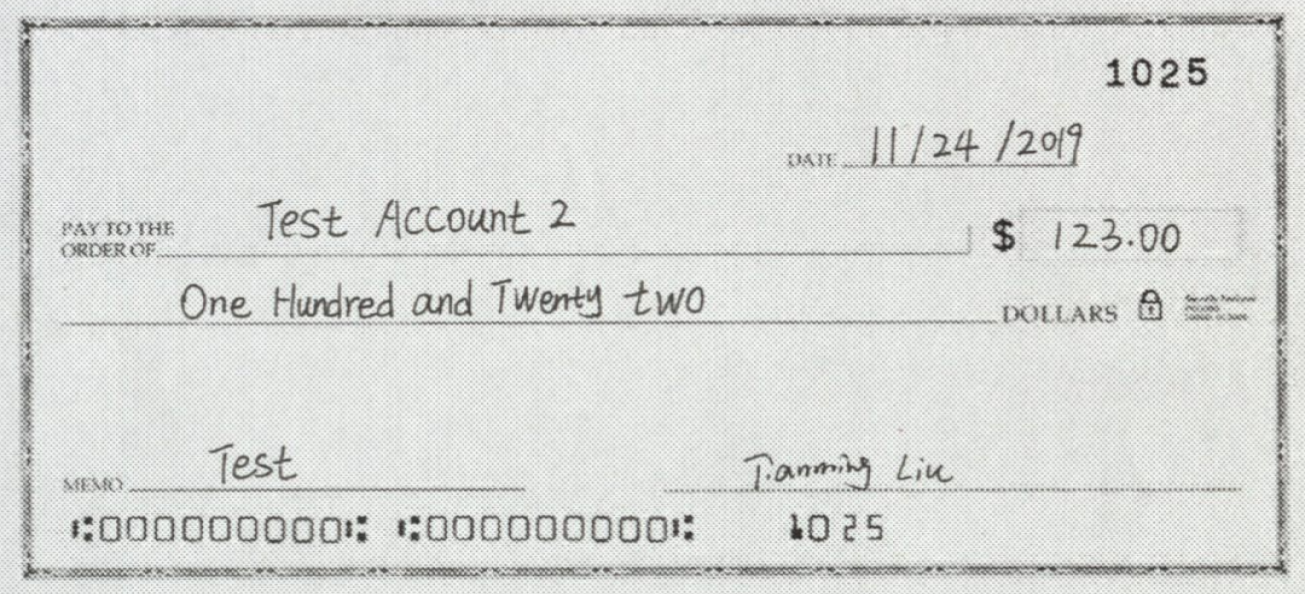 1025
DATE 11/24/2019
PAY TO THE
ORDER OF Test Account 2 $ 123.00
One Hundred and Twenty two DOLLARS
MEMO Test Tianming Liu
⑆000000000⑆ ⑆000000000⑆ 1025